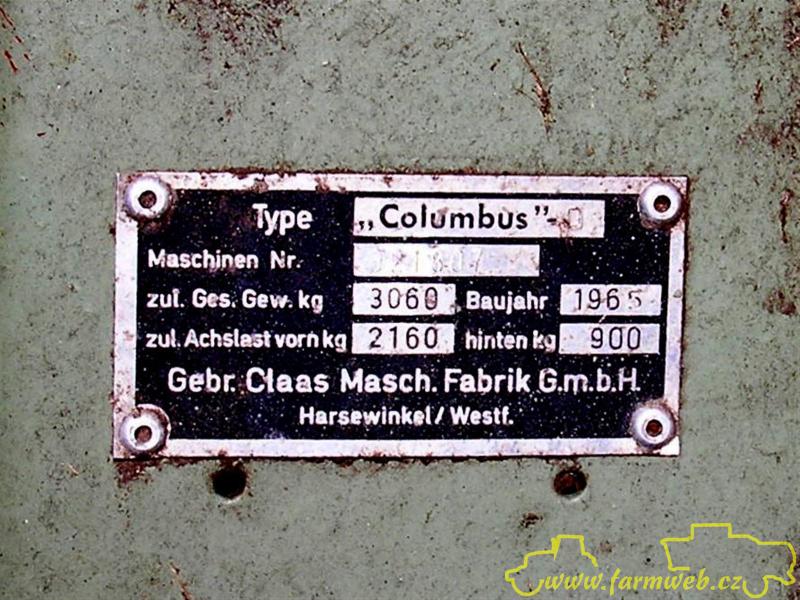 Type „Columbus"-
Maschinen Nr.
zul. Ges. Gew. kg 3060 Baujahr 1965
zul. Achslast vorn kg 2160 hinten kg 900
Gebr. Claas Masch. Fabrik G.m.b.H.
Harsewinkel/Westf.
www.farmweb.cz